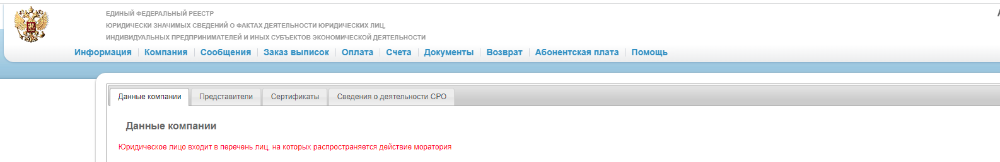 ЕДИНЫЙ ФЕДЕРАЛЬНЫЙ РЕЕСТР
ЮРИДИЧЕСКИ ЗНАЧИМЫХ СВЕДЕНИЙ О ФАКТАХ ДЕЯТЕЛЬНОСТИ ЮРИДИЧЕСКИХ ЛИЦ,
ИНДИВИДУАЛЬНЫХ ПРЕДПРИНИМАТЕЛЕЙ И ИНЫХ СУБЪЕКТОВ ЭКОНОМИЧЕСКОЙ ДЕЯТЕЛЬНОСТИ
Информация Компания Сообщения Заказ выписок Оплата Счета Документы Возврат Абонентская плата Помощь
Данные компании Представители Сертификаты Сведения о деятельности СРО
Данные компании
Юридическое лицо входит в перечень лиц, на которых распространяется действие моратория